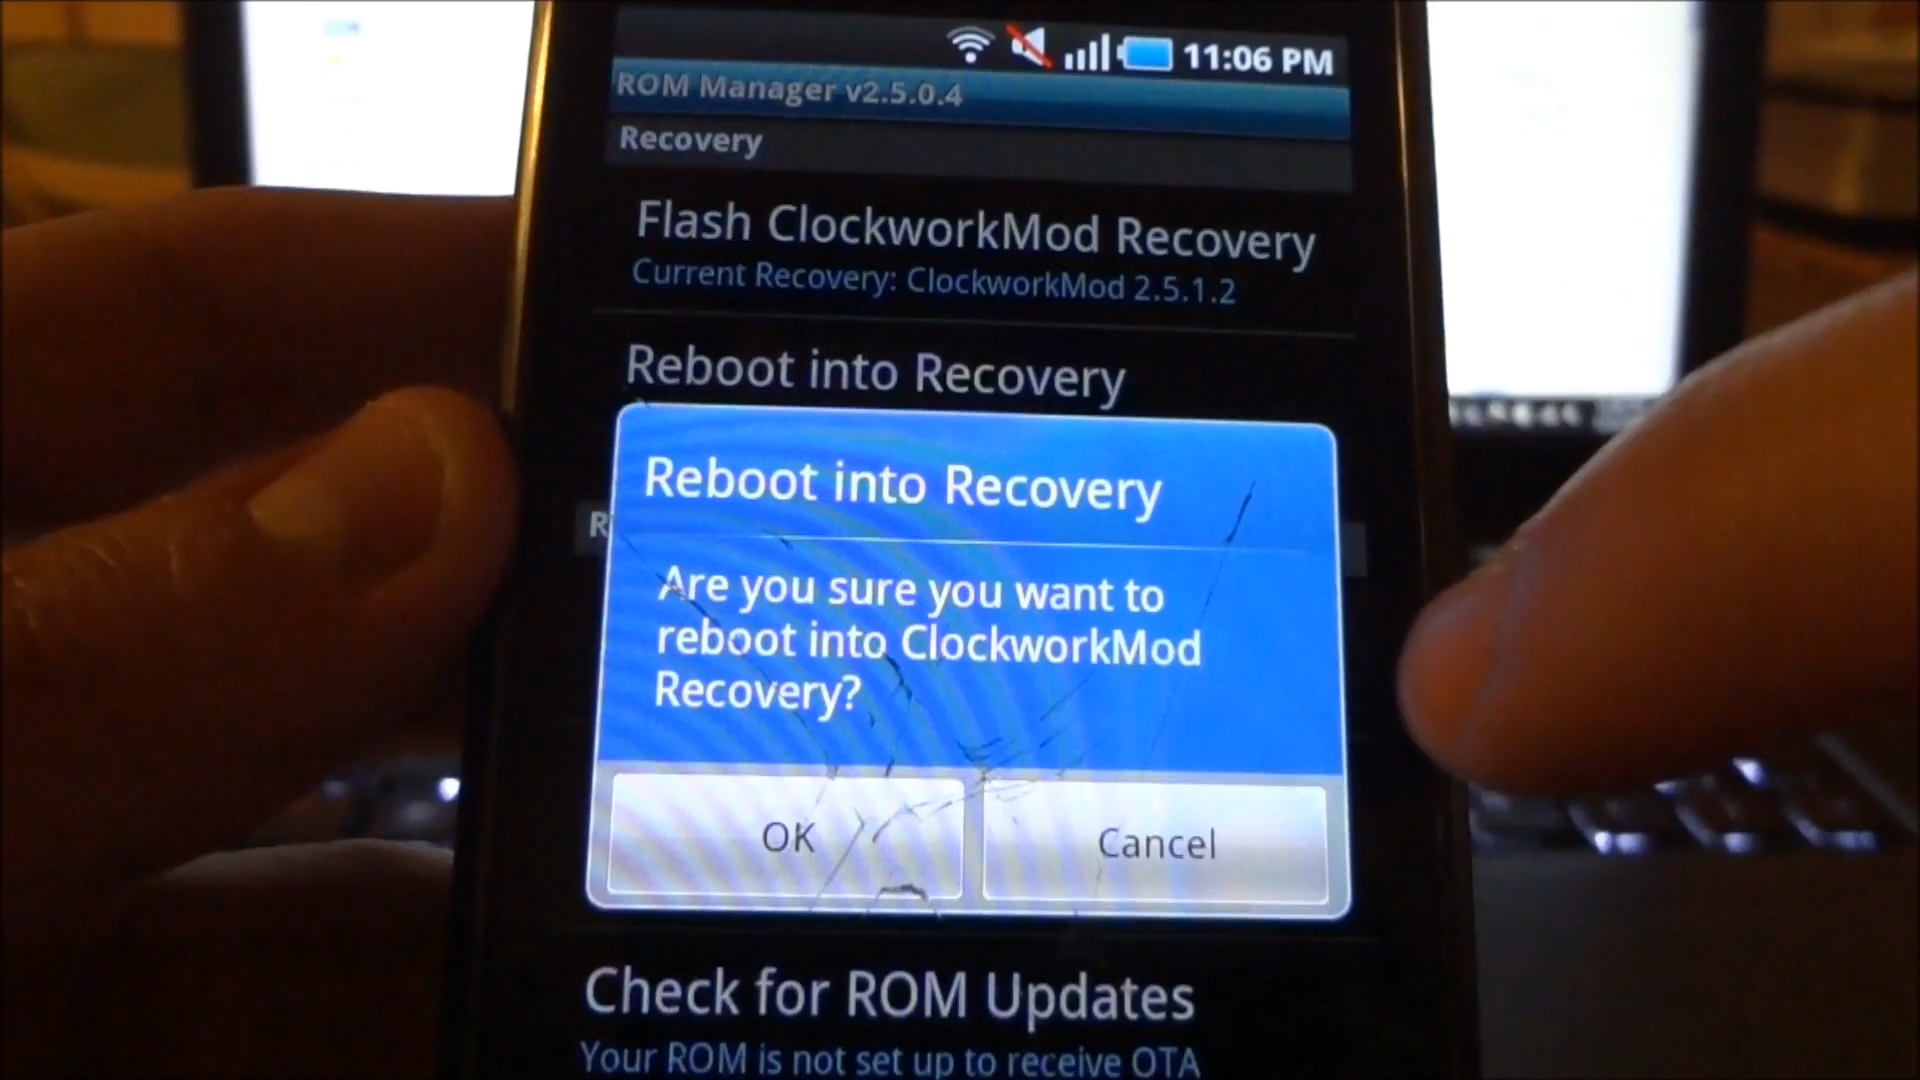 11:06 PM
ROM Manager v2.5.0.4
Recovery
Flash ClockworkMod Recovery
Current Recovery: ClockworkMod 2.5.1.2
Reboot into Recovery
Reboot into Recovery
R
Are you sure you want to
reboot into ClockworkMod
Recovery?
OK Cancel
Check for ROM Updates
Your ROM is not set up to receive OTA